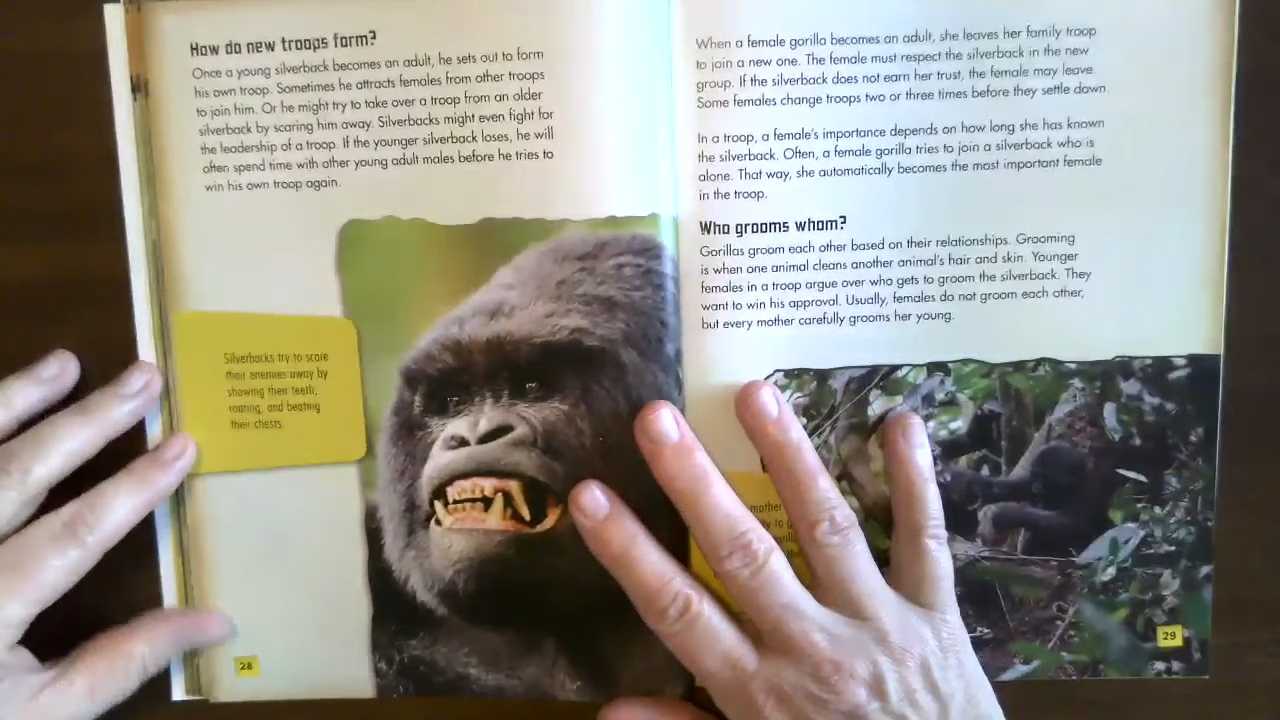 How do new troops form?
Once a young silverback becomes an adult, he sets out to form
his own troop. Sometimes he attracts females from other troops
to join him. Or he might try to take over a troop from an older
silverback by scaring him away. Silverbacks might even fight for
the leadership of a troop. If the younger silverback loses, he will
often spend time with other young adult males before he tries to
win his own troop again.
Silverbacks try to scare
their enemies away by
showing their teeth,
roaring, and beating
their chests.
28
When a female gorilla becomes an adult, she leaves her family troop
to join a new one. The female must respect the silverback in the new
group. If the silverback does not earn her trust, the female may leave.
Some females change troops two or three times before they settle down.
In a troop, a female's importance depends on how long she has known
the silverback. Often, a female gorilla tries to join a silverback who is
alone. That way, she automatically becomes the most important female
in the troop.
Who grooms whom?
Gorillas groom each other based on their relationships. Grooming
is when one animal cleans another animal's hair and skin. Younger
females in a troop argue over who gets to groom the silverback. They
want to win his approval. Usually, females do not groom each other,
but every mother carefully grooms her young.
mother
to
29